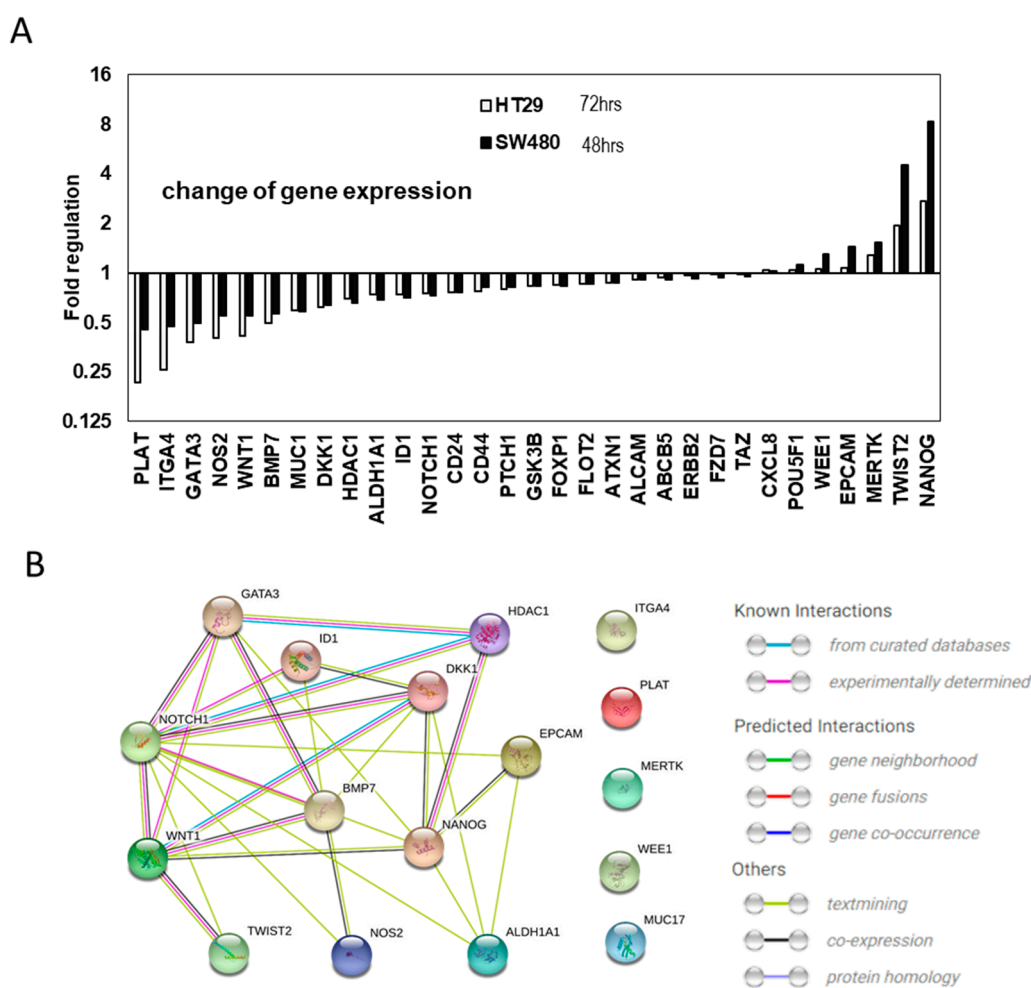 A
16
8
4
2
1
0.5
0.25
0.125
Fold regulation
HT29 72hrs
SW480 48hrs
change of gene expression
PLAT
ITGA4
GATA3
NOS2
WNT1
BMP7
MUC1
DKK1
HDAC1
ALDH1A1
ID1
NOTCH1
CD24
CD44
PTCH1
GSK3B
FOXP1
FLOT2
ATXN1
ALCAM
ABCB5
ERBB2
FZD7
TAZ
CXCL8
POU5F1
WEE1
EPCAM
MERTK
TWIST2
NANOG
B
GATA3
HDAC1
ID1
DKK1
NOTCH1
EPCAM
BMP7
NANOG
WNT1
TWIST2
NOS2
ALDH1A1
ITGA4
PLAT
MERTK
WEE1
MUC17
Known Interactions
from curated databases
experimentally determined
Predicted Interactions
gene neighborhood
gene fusions
gene co-occurrence
Others
textmining
co-expression
protein homology